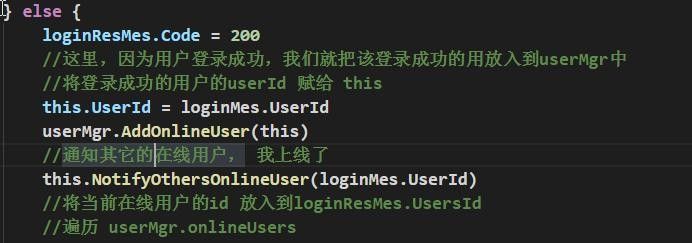 } else {
loginResMes.Code = 200
//这里，因为用户登录成功，我们就把该登录成功的用放入到userMgr中
//将登录成功的用户的userId 赋给 this
this.UserId = loginMes.UserId
userMgr.AddOnlineUser(this)
//通知其它的在线用户， 我上线了
this.NotifyOthersOnlineUser(loginMes.UserId)
//将当前在线用户的id 放入到loginResMes.UsersId
//遍历 userMgr.onlineUsers